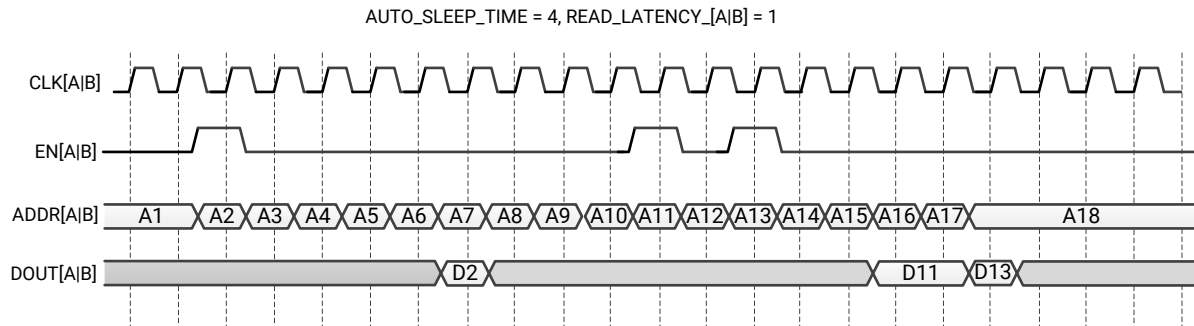 AUTO_SLEEP_TIME = 4, READ_LATENCY_[A|B] = 1
CLK[A|B]
EN[A|B]
ADDR[A|B] A1 A2 A3 A4 A5 A6 A7 A8 A9 A10 A11 A12 A13 A14 A15 A16 A17 A18
DOUT[A|B] D2 D11 D13